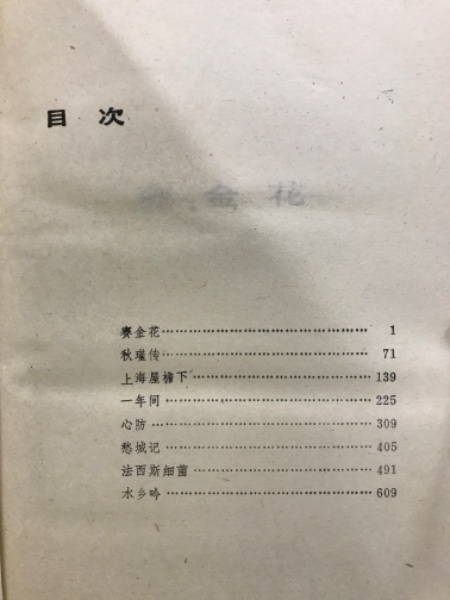 目次
赛金花……………………………………1
秋瑾传……………………………………71
上海屋檐下……………………………………139
一年间……………………………………225
心防……………………………………309
愁城记……………………………………405
法西斯细菌……………………………………491
水乡吟……………………………………609